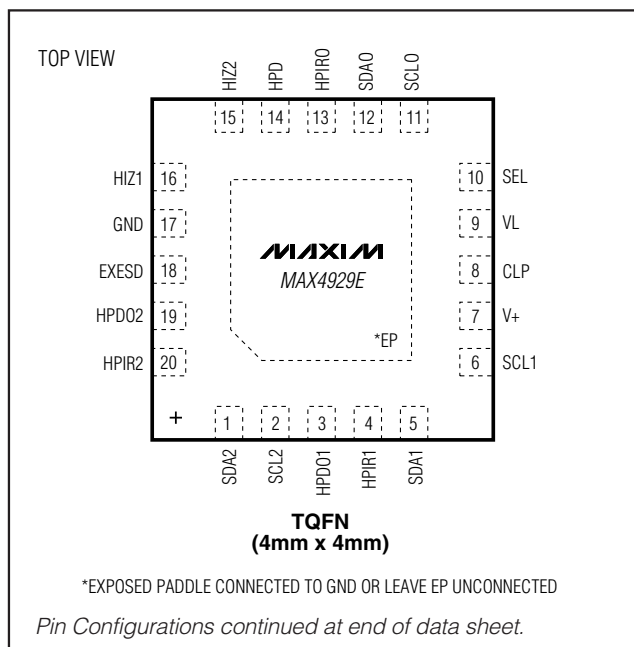 TOP VIEW
HIZ2
HPD
HPIR0
SDA0
SCL0
15
14
13
12
11
HIZ1 16
GND 17
EXESD 18
HPDO2 19
HPIR2 20
10 SEL
9 VL
8 CLP
7 V+
6 SCL1
MAXIM
MAX4929E
*EP
+
1
2
3
4
5
SDA2
SCL2
HPDO1
HPIR1
SDA1
TQFN
(4mm x 4mm)
*EXPOSED PADDLE CONNECTED TO GND OR LEAVE EP UNCONNECTED
Pin Configurations continued at end of data sheet.